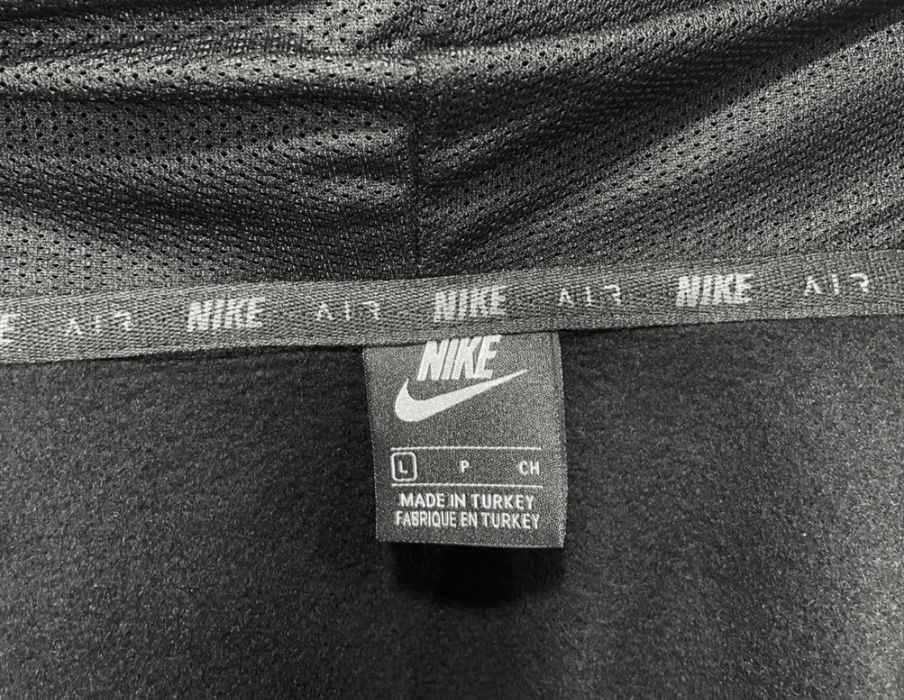 NIKE AIR NIKE AIR NIKE AIR
NIKE
L P CH
MADE IN TURKEY
FABRIQUE EN TURKEY